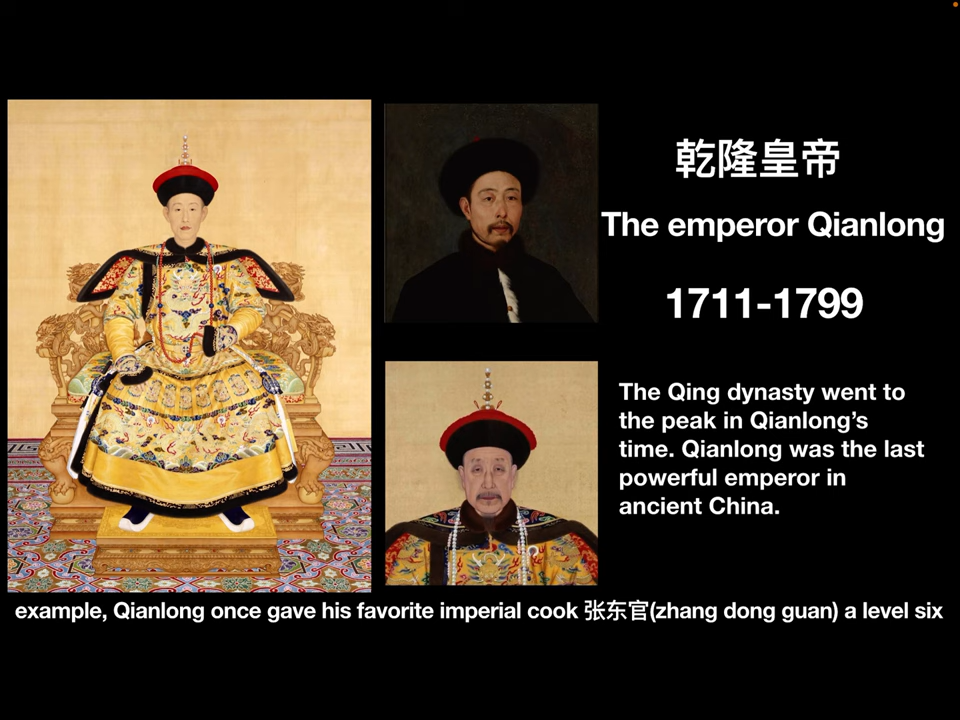 乾隆皇帝
The emperor Qianlong
1711-1799
The Qing dynasty went to
the peak in Qianlong’s
time. Qianlong was the last
powerful emperor in
ancient China.
example, Qianlong once gave his favorite imperial cook 张东官(zhang dong guan) a level six